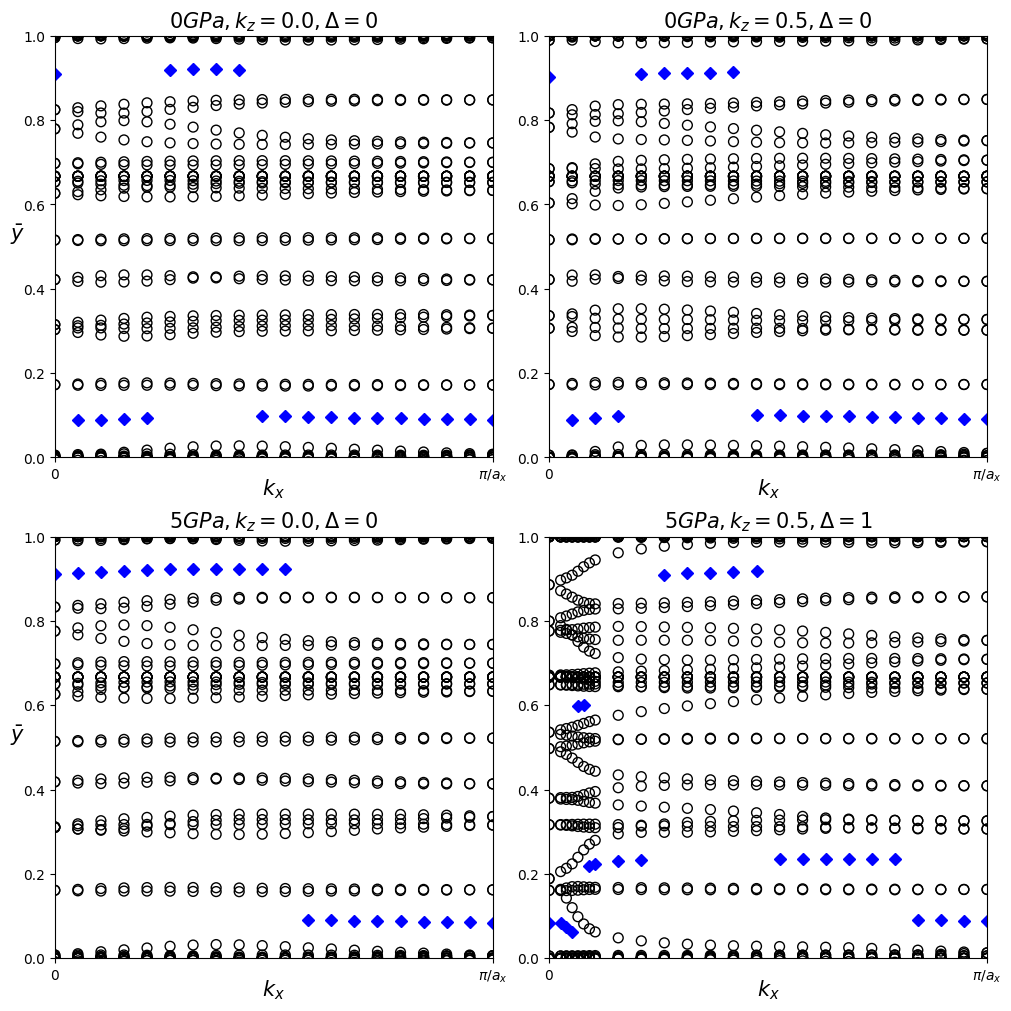 0GPa, k_z = 0.0, Δ = 0
1.0
0.8
0.6
ȳ
0.4
0.2
0.0
0
π/a_x
k_x
0GPa, k_z = 0.5, Δ = 0
1.0
0.8
0.6
0.4
0.2
0.0
0
π/a_x
k_x
5GPa, k_z = 0.0, Δ = 0
1.0
0.8
0.6
ȳ
0.4
0.2
0.0
0
π/a_x
k_x
5GPa, k_z = 0.5, Δ = 1
1.0
0.8
0.6
0.4
0.2
0.0
0
π/a_x
k_x